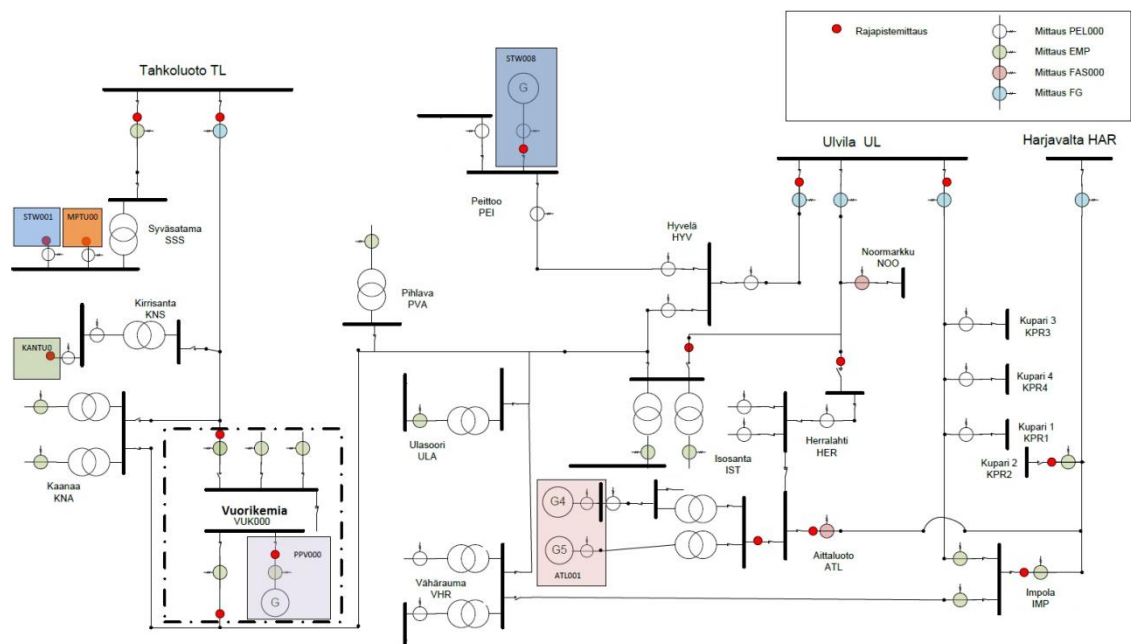 Rajapistemittaus
Mittaus PEL000
Mittaus EMP
Mittaus FAS000
Mittaus FG
Tahkoluoto TL
STW008
G
Ulvila UL
Harjavalta HAR
Peittoo
PEI
STW001
MPTU00
Syväsatama
SSS
Hyvelä
HYV
Noormarkku
NOO
Pihlava
PVA
Kirrisanta
KNS
KANTU0
Kupari 3
KPR3
Kupari 4
KPR4
Kupari 1
KPR1
Kupari 2
KPR2
Ulasoori
ULA
Isosanta
IST
Herralahti
HER
Kaanaa
KNA
Vuorikemia
VUK000
PPV000
G
G4
G5
ATL001
Aittaluoto
ATL
Vähärauma
VHR
Impola
IMP